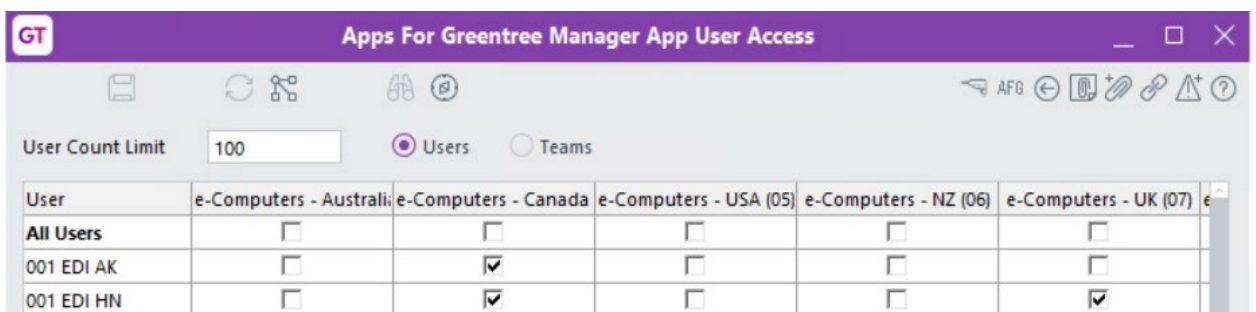 GT Apps For Greentree Manager App User Access
AFG
User Count Limit 100 Users Teams
User e-Computers - Australi e-Computers - Canada e-Computers - USA (05) e-Computers - NZ (06) e-Computers - UK (07) e
All Users
001 EDI AK
001 EDI HN